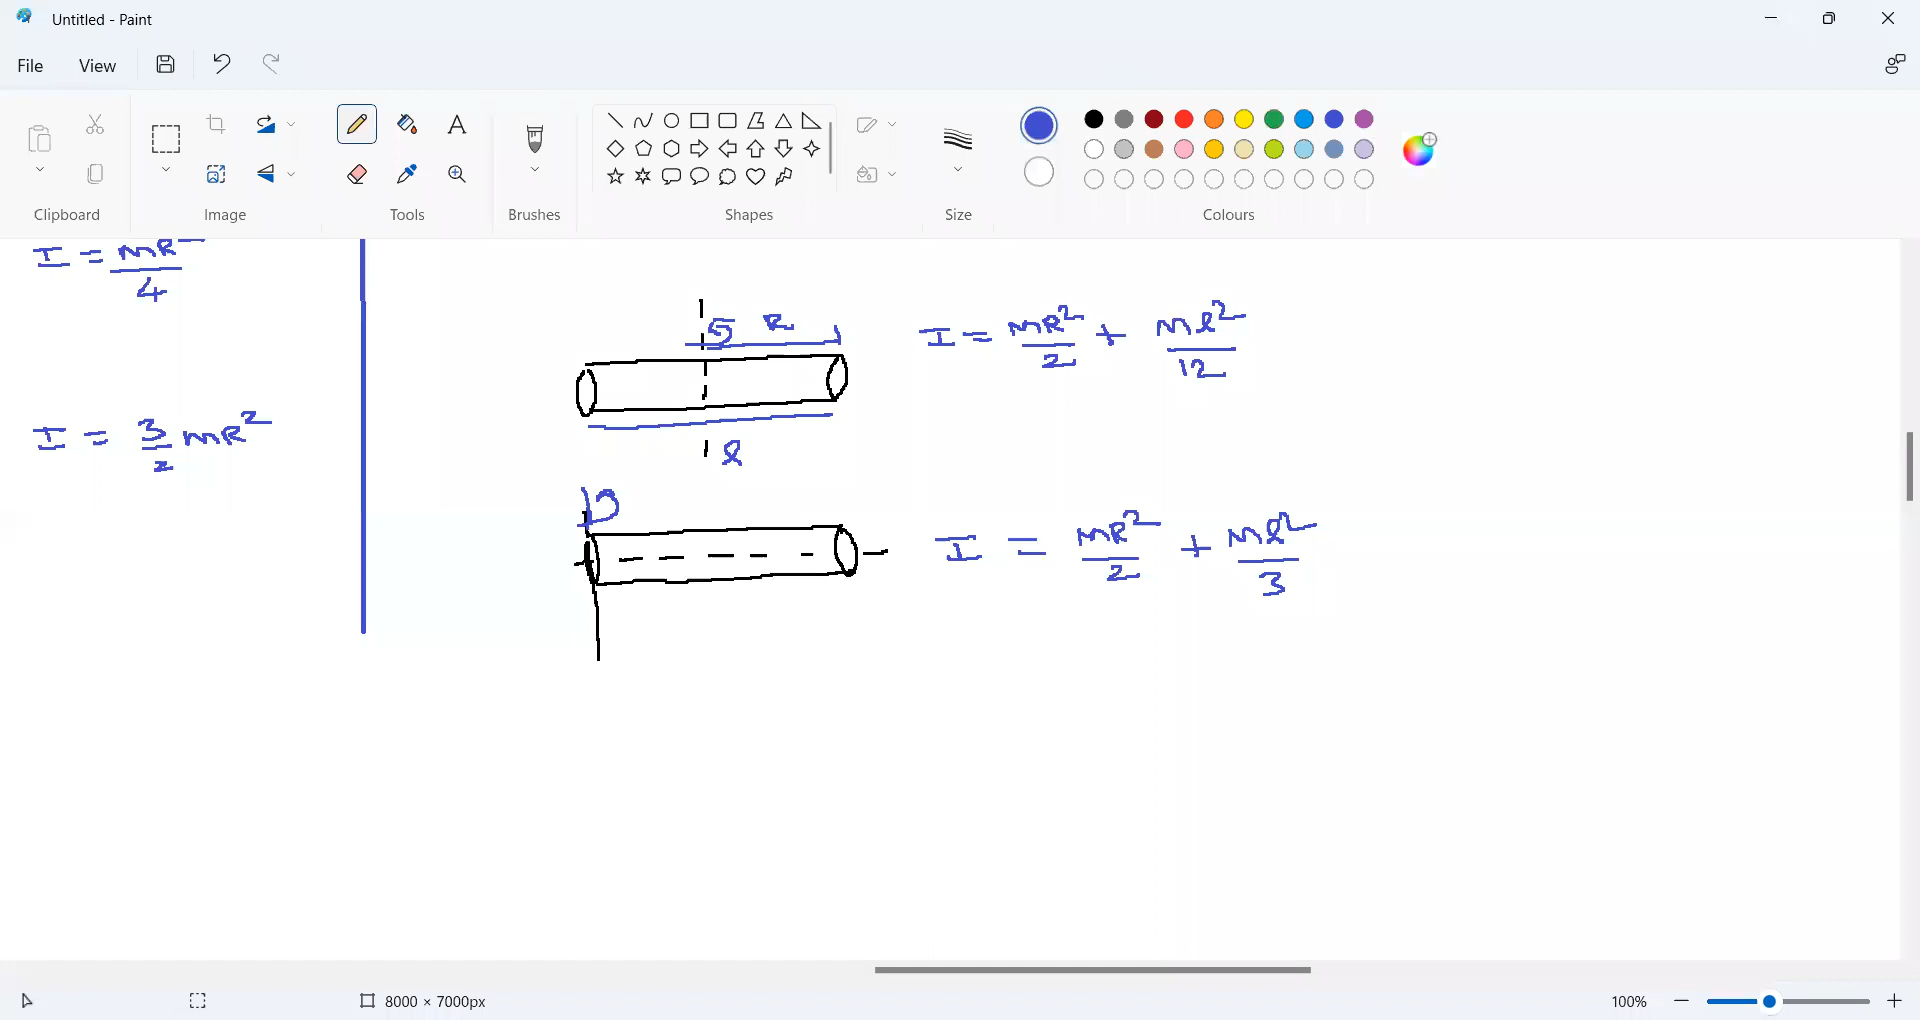 Untitled - Paint
File View
Clipboard Image Tools Brushes Shapes Size Colours
I = mR²/4
I = 3/2 mR²
R
l
I = mR²/2 + ml²/12
I = mR²/2 + ml²/3
8000 × 7000px 100%